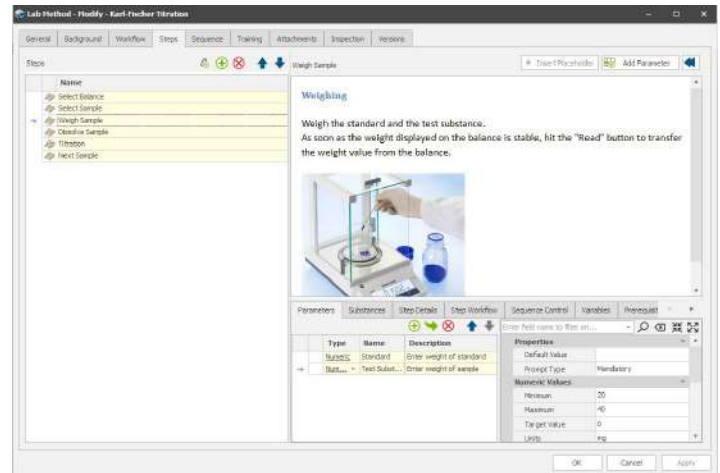 Lab Method - Modify - Karl-Fischer Titration
General Background Workflow Steps Sequence Training Attachments Inspection Versions
Steps
Weigh Sample
Insert Placeholder
Add Parameter
Name
Select Balance
Select Sample
Weigh Sample
Dissolve Sample
Titration
Next Sample
Weighing
Weigh the standard and the test substance.
As soon as the weight displayed on the balance is stable, hit the "Read" button to transfer
the weight value from the balance.
Parameters Substances Step Details Step Workflow Sequence Control Variables Prerequisit
Enter field name to filter on...
Type Name Description
Numeric Standard Enter weight of standard
Num... Test Subst... Enter weight of sample
Properties
Default Value
Prompt Type Mandatory
Numeric Values
Minimum 20
Maximum 40
Target Value 0
Units mg
OK Cancel Apply